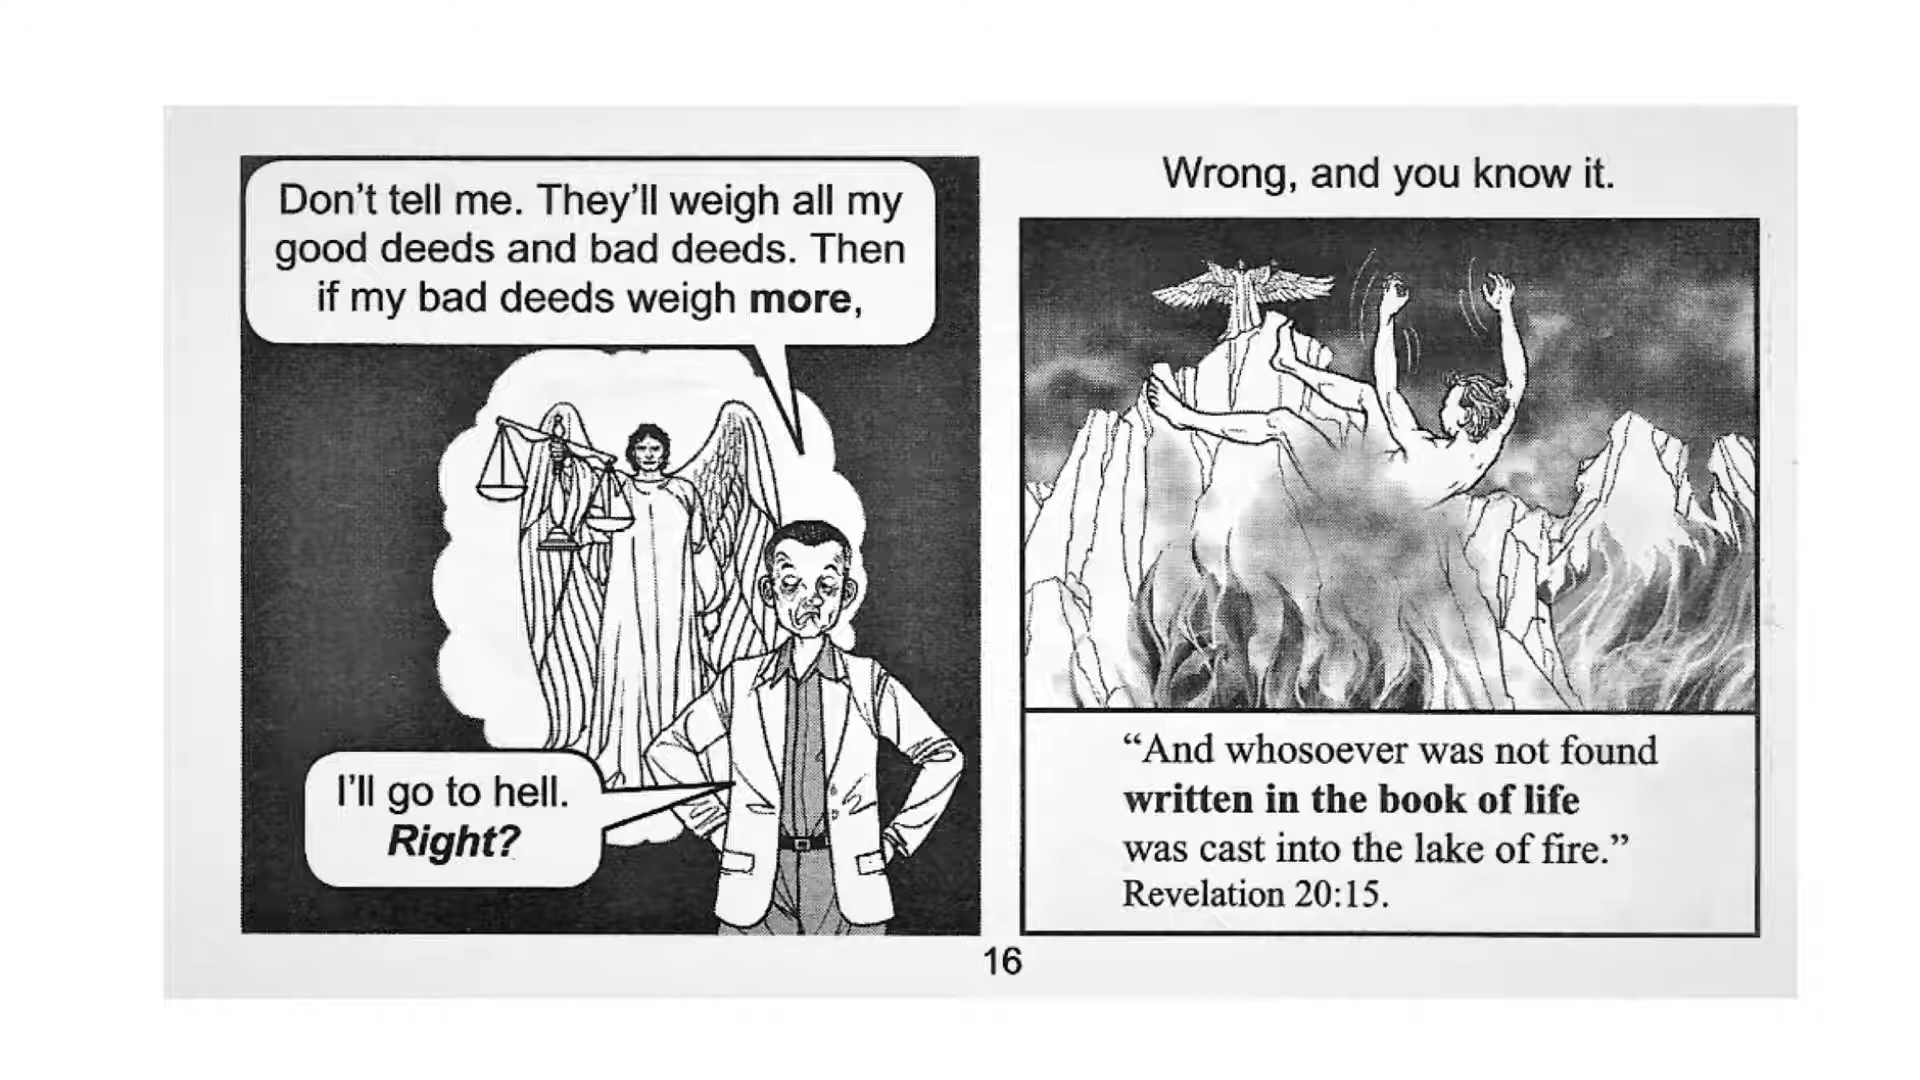 Don't tell me. They'll weigh all my
good deeds and bad deeds. Then
if my bad deeds weigh more,
I'll go to hell.
Right?
Wrong, and you know it.
“And whosoever was not found
written in the book of life
was cast into the lake of fire.”
Revelation 20:15.
16